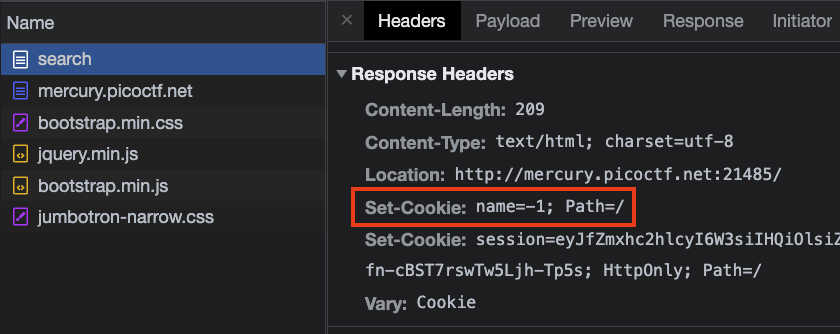 Name
search
mercury.picoctf.net
bootstrap.min.css
jquery.min.js
bootstrap.min.js
jumbotron-narrow.css
× Headers Payload Preview Response Initiator
▼ Response Headers
Content-Length: 209
Content-Type: text/html; charset=utf-8
Location: http://mercury.picoctf.net:21485/
Set-Cookie: name=-1; Path=/
Set-Cookie: session=eyJfZmxhc2hlcyI6W3siIHQiOlsiZ
fn-cBST7rswTw5Ljh-Tp5s; HttpOnly; Path=/
Vary: Cookie